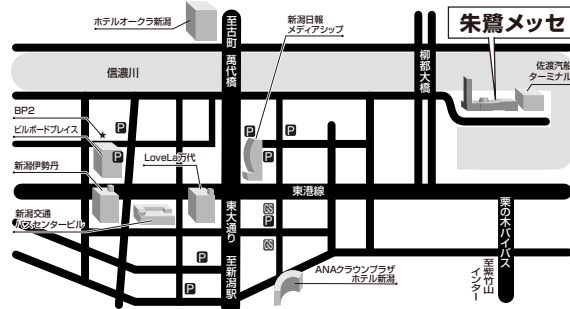 ホテルオークラ新潟
至古町
萬代橋
新潟日報
メディアシップ
柳都大橋
朱鷺メッセ
佐渡汽船
ターミナル
信濃川
BP2
ビルボードプレイス
P
P
P
P
P
新潟伊勢丹
LoveLa万代
東港線
新潟交通
バスセンタービル
東大通り
至新潟駅
GS
P
GS
P
P
ANAクラウンプラザ
ホテル新潟
栗の木バイパス
至紫竹山
インター